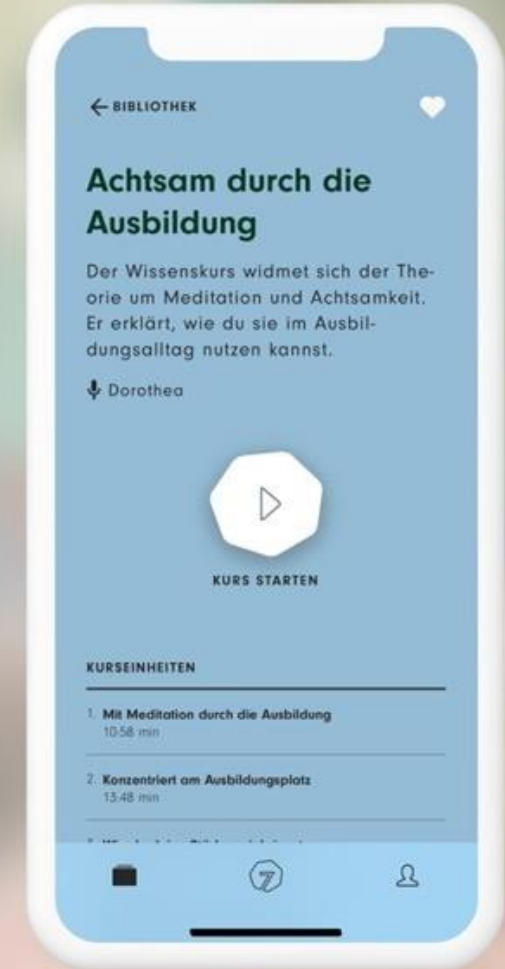 BIBLIOTHEK
Achtsam durch die
Ausbildung
Der Wissenskurs widmet sich der The-
orie um Meditation und Achtsamkeit.
Er erklärt, wie du sie im Ausbil-
dungsalltag nutzen kannst.
Dorothea
KURS STARTEN
KURSEINHEITEN
1. Mit Meditation durch die Ausbildung
10:58 min
2. Konzentriert am Ausbildungsplatz
13:48 min
7